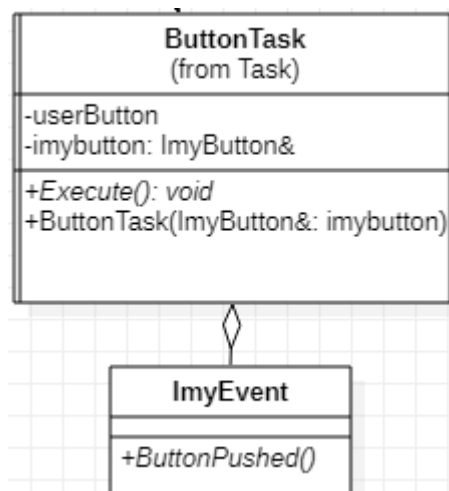 ButtonTask
(from Task)
-userButton
-imybutton: ImyButton&
+Execute(): void
+ButtonTask(ImyButton&: imybutton)
ImyEvent
+ButtonPushed()